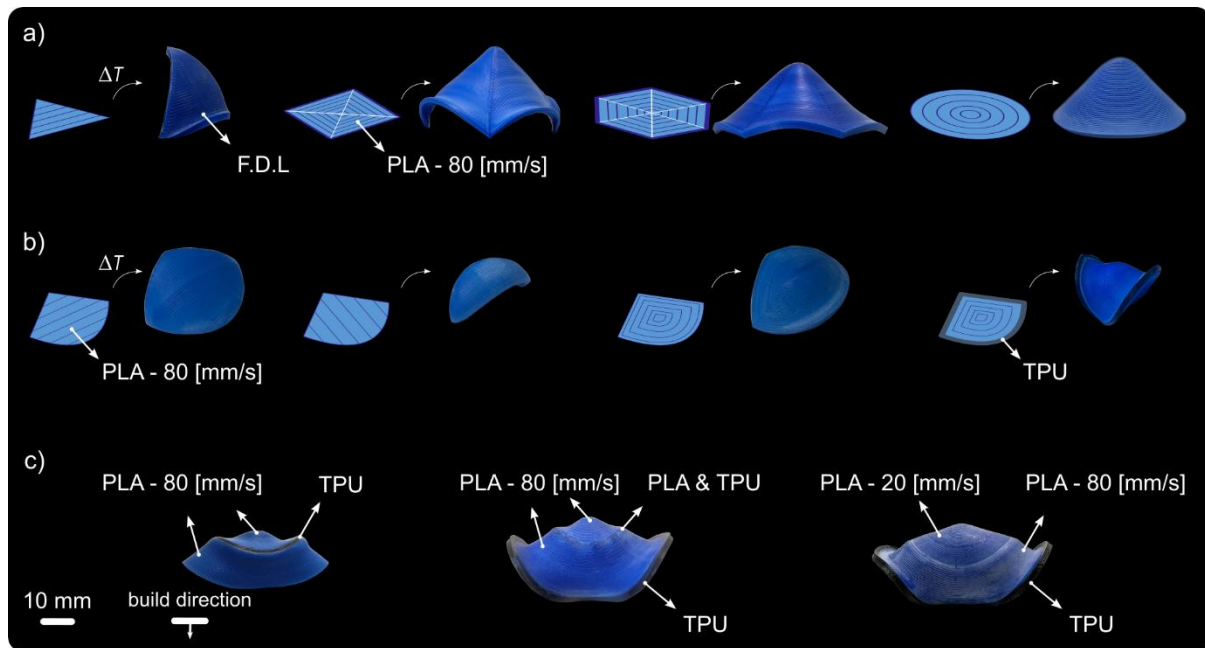 a)
ΔT
F.D.L
PLA - 80 [mm/s]
b)
ΔT
PLA - 80 [mm/s]
TPU
c)
PLA - 80 [mm/s]
TPU
PLA - 80 [mm/s]
PLA & TPU
PLA - 20 [mm/s]
PLA - 80 [mm/s]
10 mm
build direction
TPU
TPU